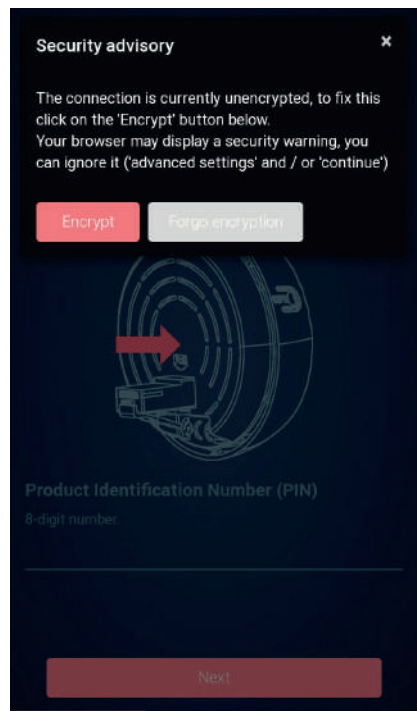 Security advisory ×
The connection is currently unencrypted, to fix this
click on the 'Encrypt' button below.
Your browser may display a security warning, you
can ignore it ('advanced settings' and / or 'continue')
Encrypt Forgo encryption
Product Identification Number (PIN)
8-digit number
Next